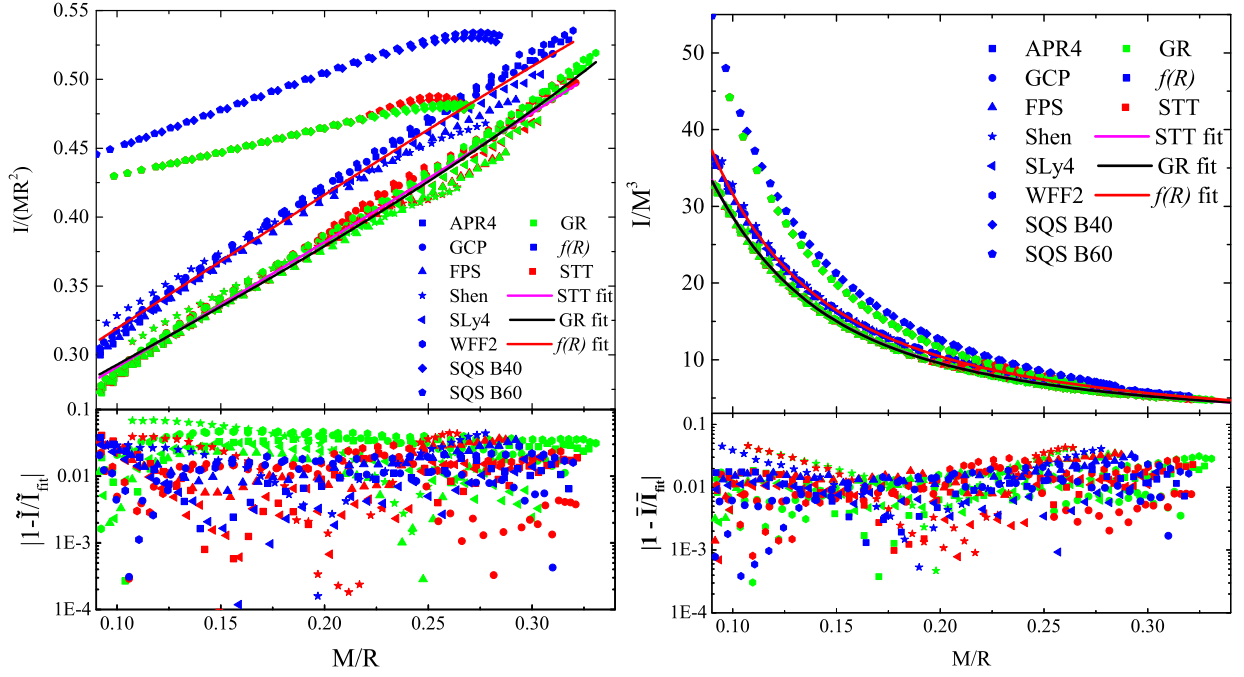 0.55
0.50
0.45
0.40
0.35
0.30
I/(MR²)
APR4 GR
GCP f(R)
FPS STT
Shen STT fit
SLy4 GR fit
WFF2 f(R) fit
SQS B40
SQS B60
0.1
0.01
1E-3
1E-4
|1-Ĩ/Ĩfit|
0.10 0.15 0.20 0.25 0.30
M/R
50
40
30
20
10
I/M³
APR4 GR
GCP f(R)
FPS STT
Shen STT fit
SLy4 GR fit
WFF2 f(R) fit
SQS B40
SQS B60
0.1
0.01
1E-3
1E-4
|1 - Ī/Īfit|
0.10 0.15 0.20 0.25 0.30
M/R